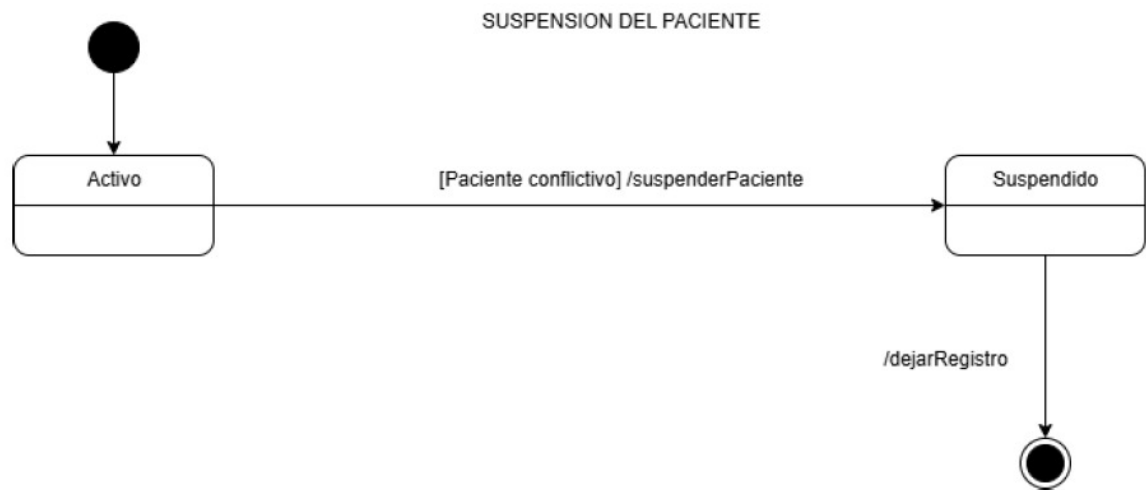 SUSPENSION DEL PACIENTE
Activo
[Paciente conflictivo] /suspenderPaciente
Suspendido
/dejarRegistro